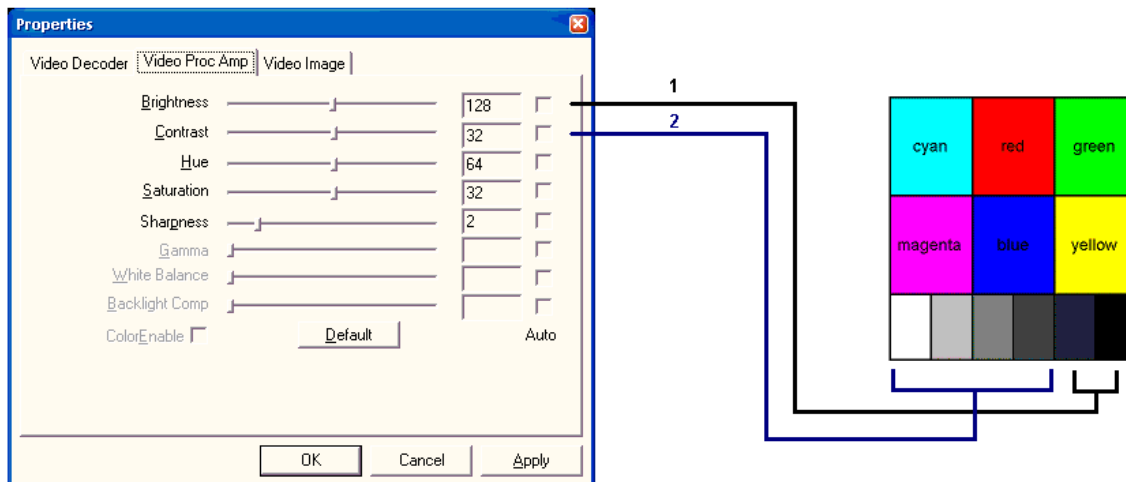 Properties
Video Decoder Video Proc Amp Video Image
Brightness 128
Contrast 32
Hue 64
Saturation 32
Sharpness 2
Gamma
White Balance
Backlight Comp
ColorEnable Default Auto
OK Cancel Apply
1
2
cyan red green
magenta blue yellow